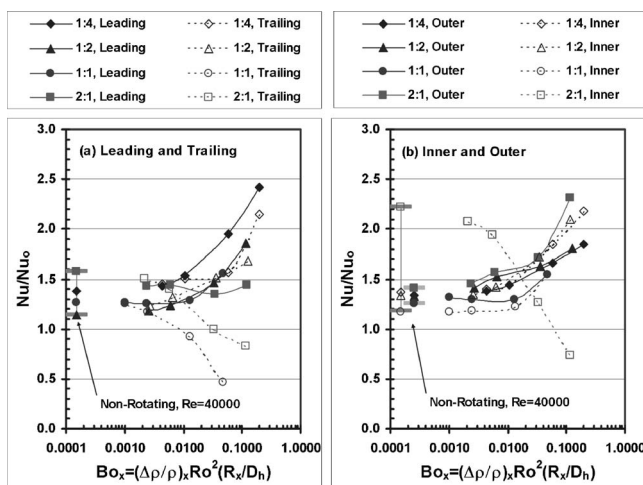 1:4, Leading
1:4, Trailing
1:2, Leading
1:2, Trailing
1:1, Leading
1:1, Trailing
2:1, Leading
2:1, Trailing
1:4, Outer
1:4, Inner
1:2, Outer
1:2, Inner
1:1, Outer
1:1, Inner
2:1, Outer
2:1, Inner
(a) Leading and Trailing
Nu/Nuo
3.0
2.5
2.0
1.5
1.0
0.5
0.0
Non-Rotating, Re=40000
0.0001 0.0010 0.0100 0.1000 1.0000
Box=(Δρ/ρ)xRo²(Rx/Dh)
(b) Inner and Outer
Nu/Nuo
3.0
2.5
2.0
1.5
1.0
0.5
0.0
Non-Rotating, Re=40000
0.0001 0.0010 0.0100 0.1000 1.0000
Box=(Δρ/ρ)xRo²(Rx/Dh)